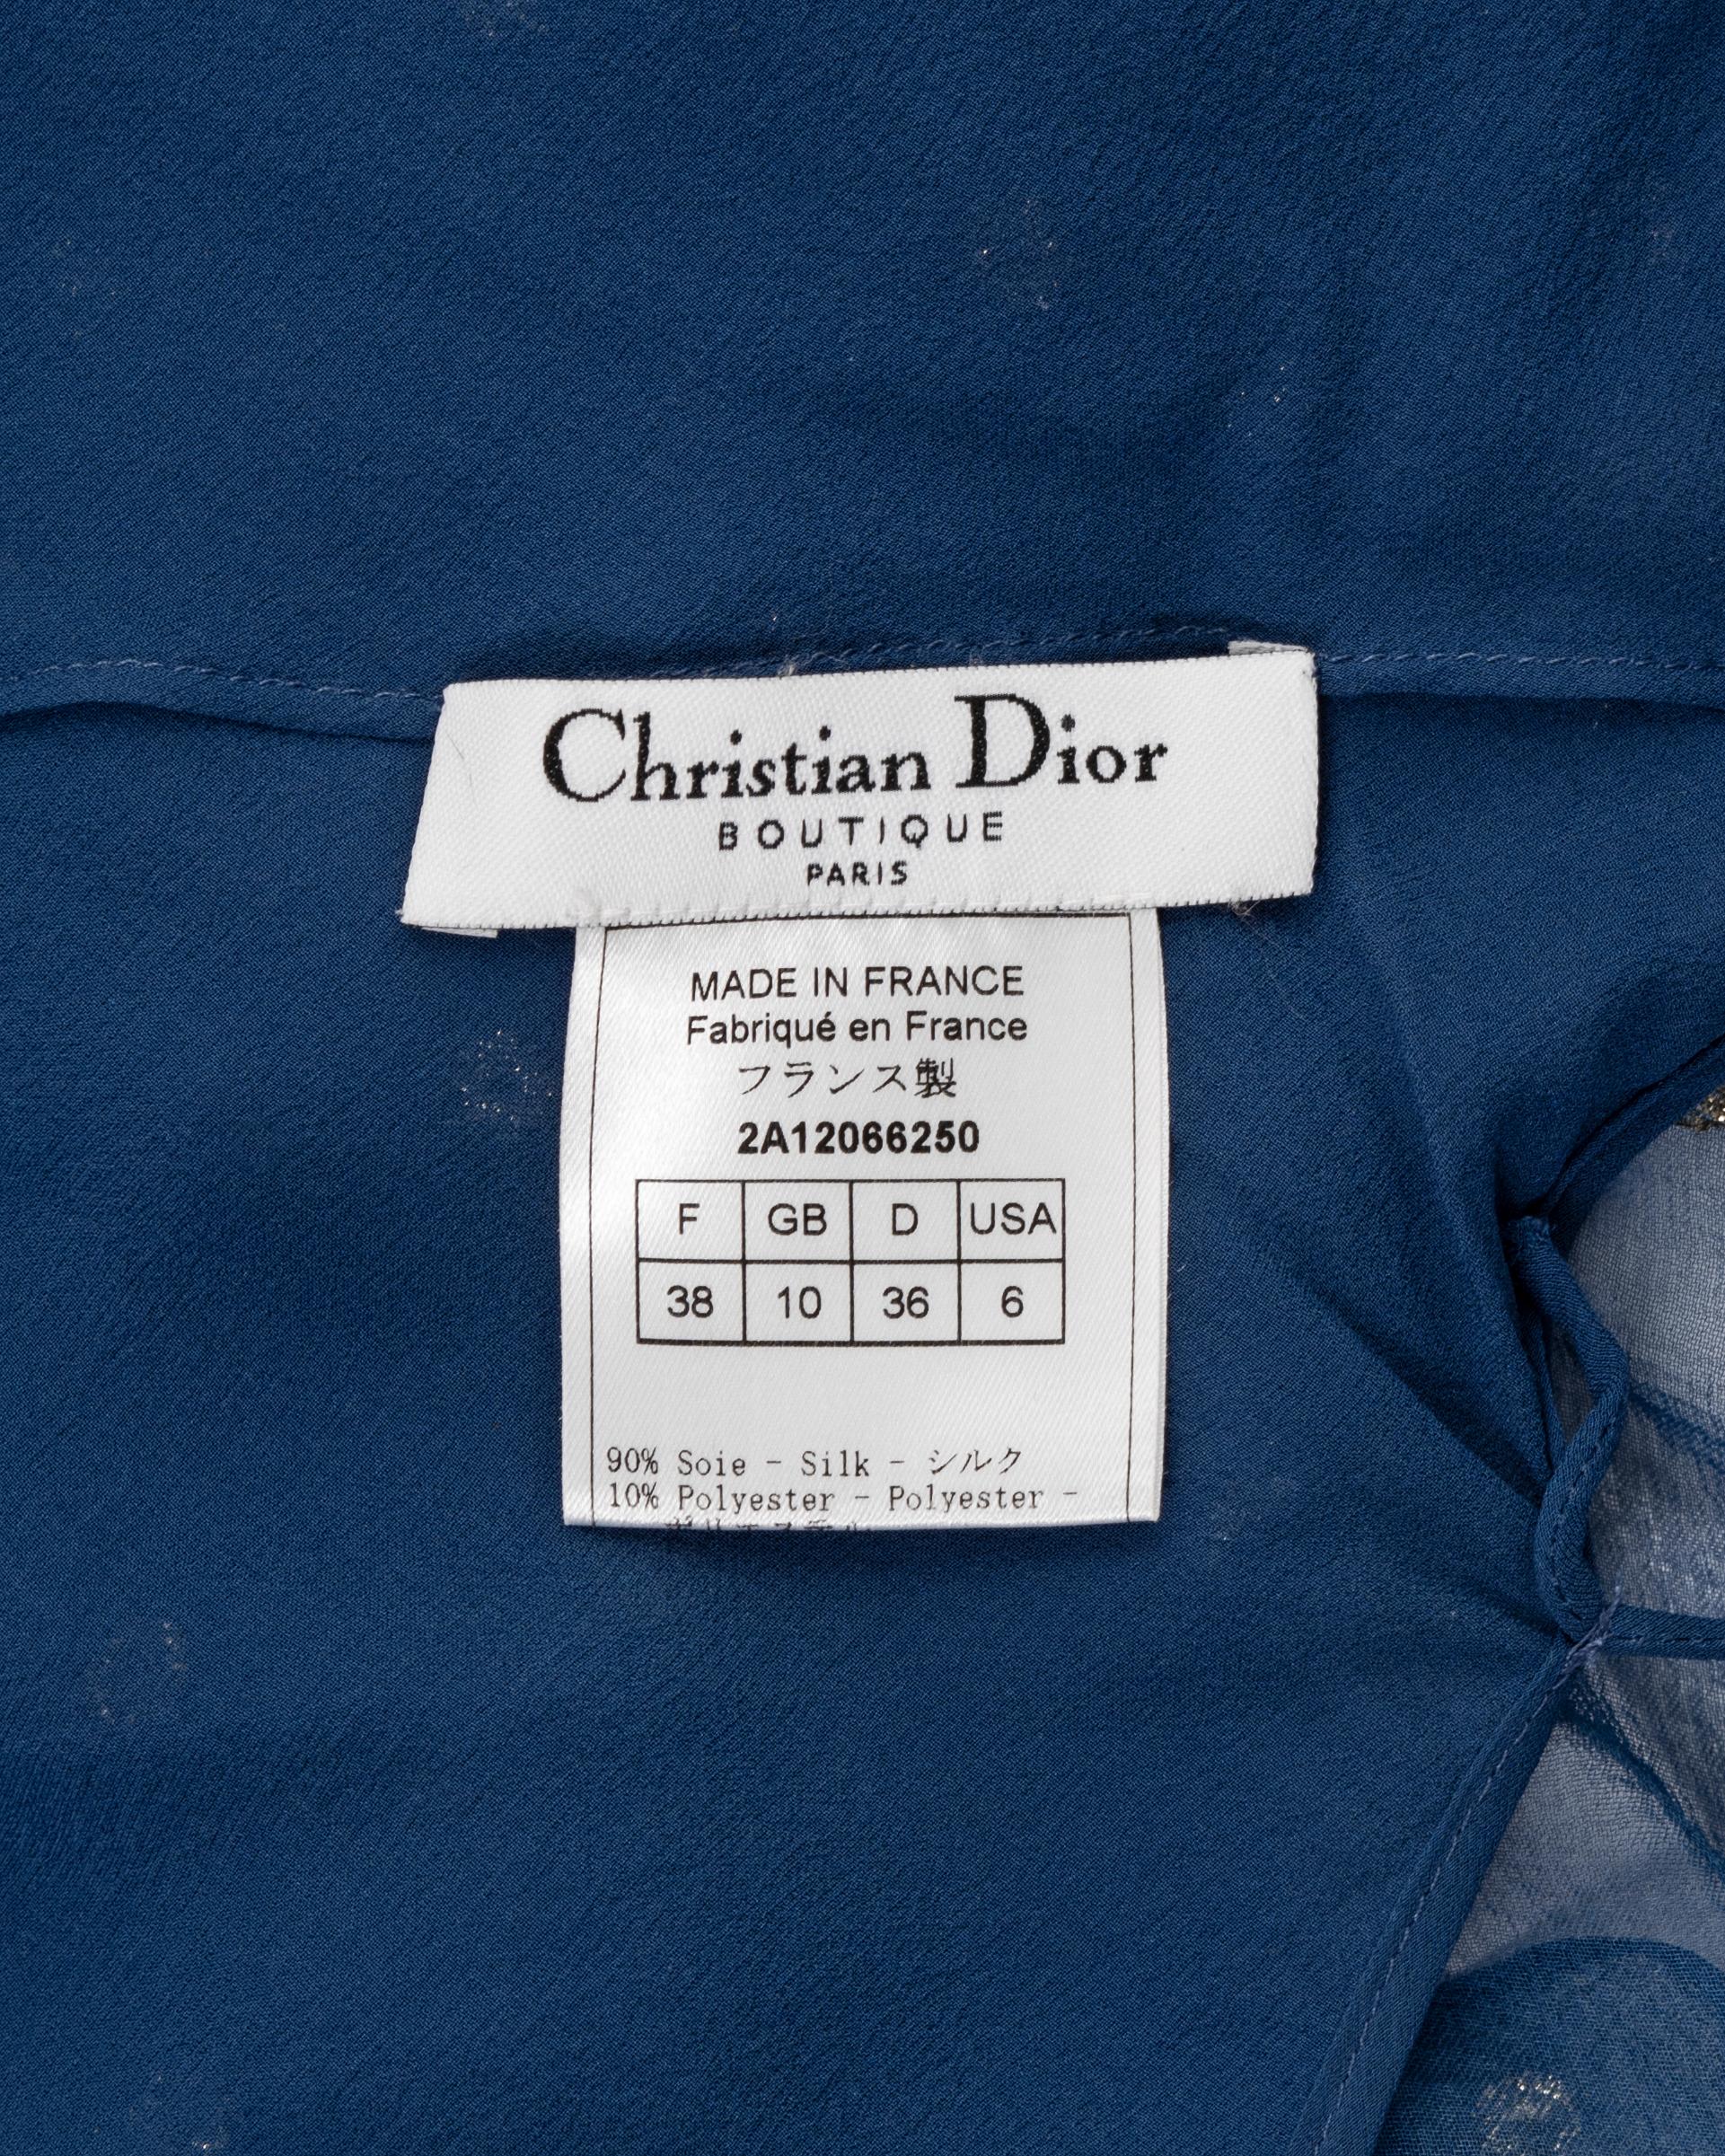 Christian Dior
BOUTIQUE
PARIS
MADE IN FRANCE
Fabriqué en France
フランス製
2A12066250
F GB D USA
38 10 36 6
90% Soie - Silk - シルク
10% Polyester - Polyester -